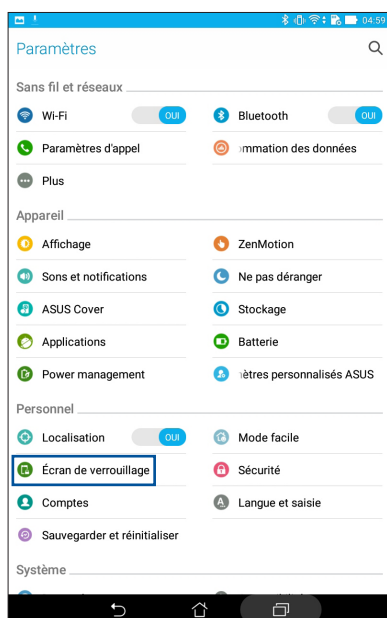 04:59
Paramètres
Sans fil et réseaux
Wi-Fi OUI Bluetooth OUI
Paramètres d'appel mmation des données
Plus
Appareil
Affichage ZenMotion
Sons et notifications Ne pas déranger
ASUS Cover Stockage
Applications Batterie
Power management ètres personnalisés ASUS
Personnel
Localisation OUI Mode facile
Écran de verrouillage Sécurité
Comptes A Langue et saisie
Sauvegarder et réinitialiser
Système